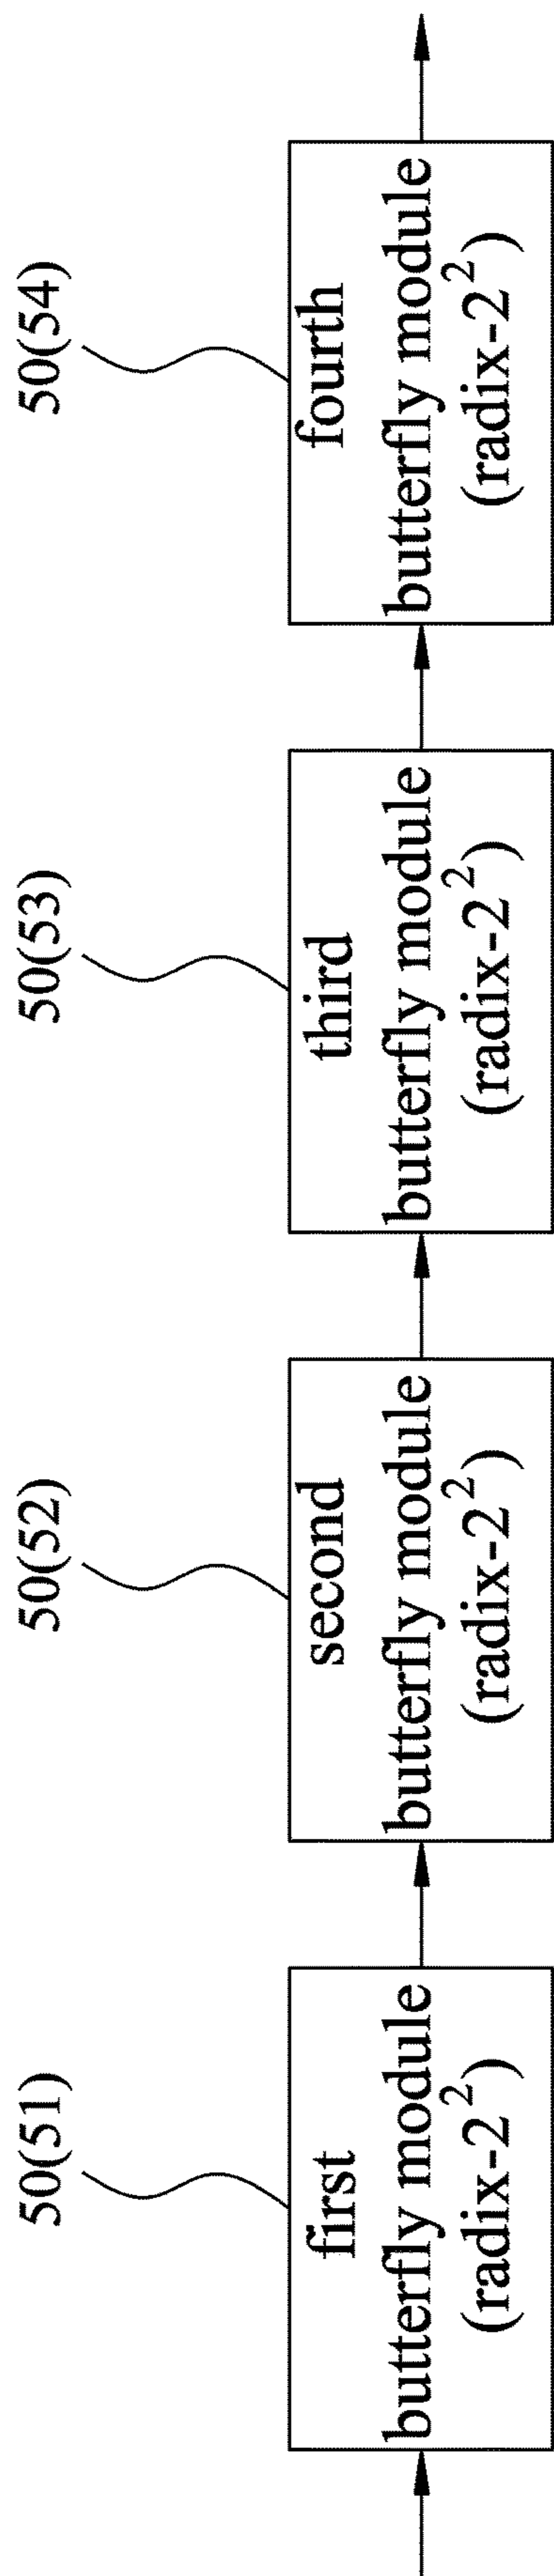 50(51)
first
butterfly module
(radix-2²)
50(52)
second
butterfly module
(radix-2²)
50(53)
third
butterfly module
(radix-2²)
50(54)
fourth
butterfly module
(radix-2²)